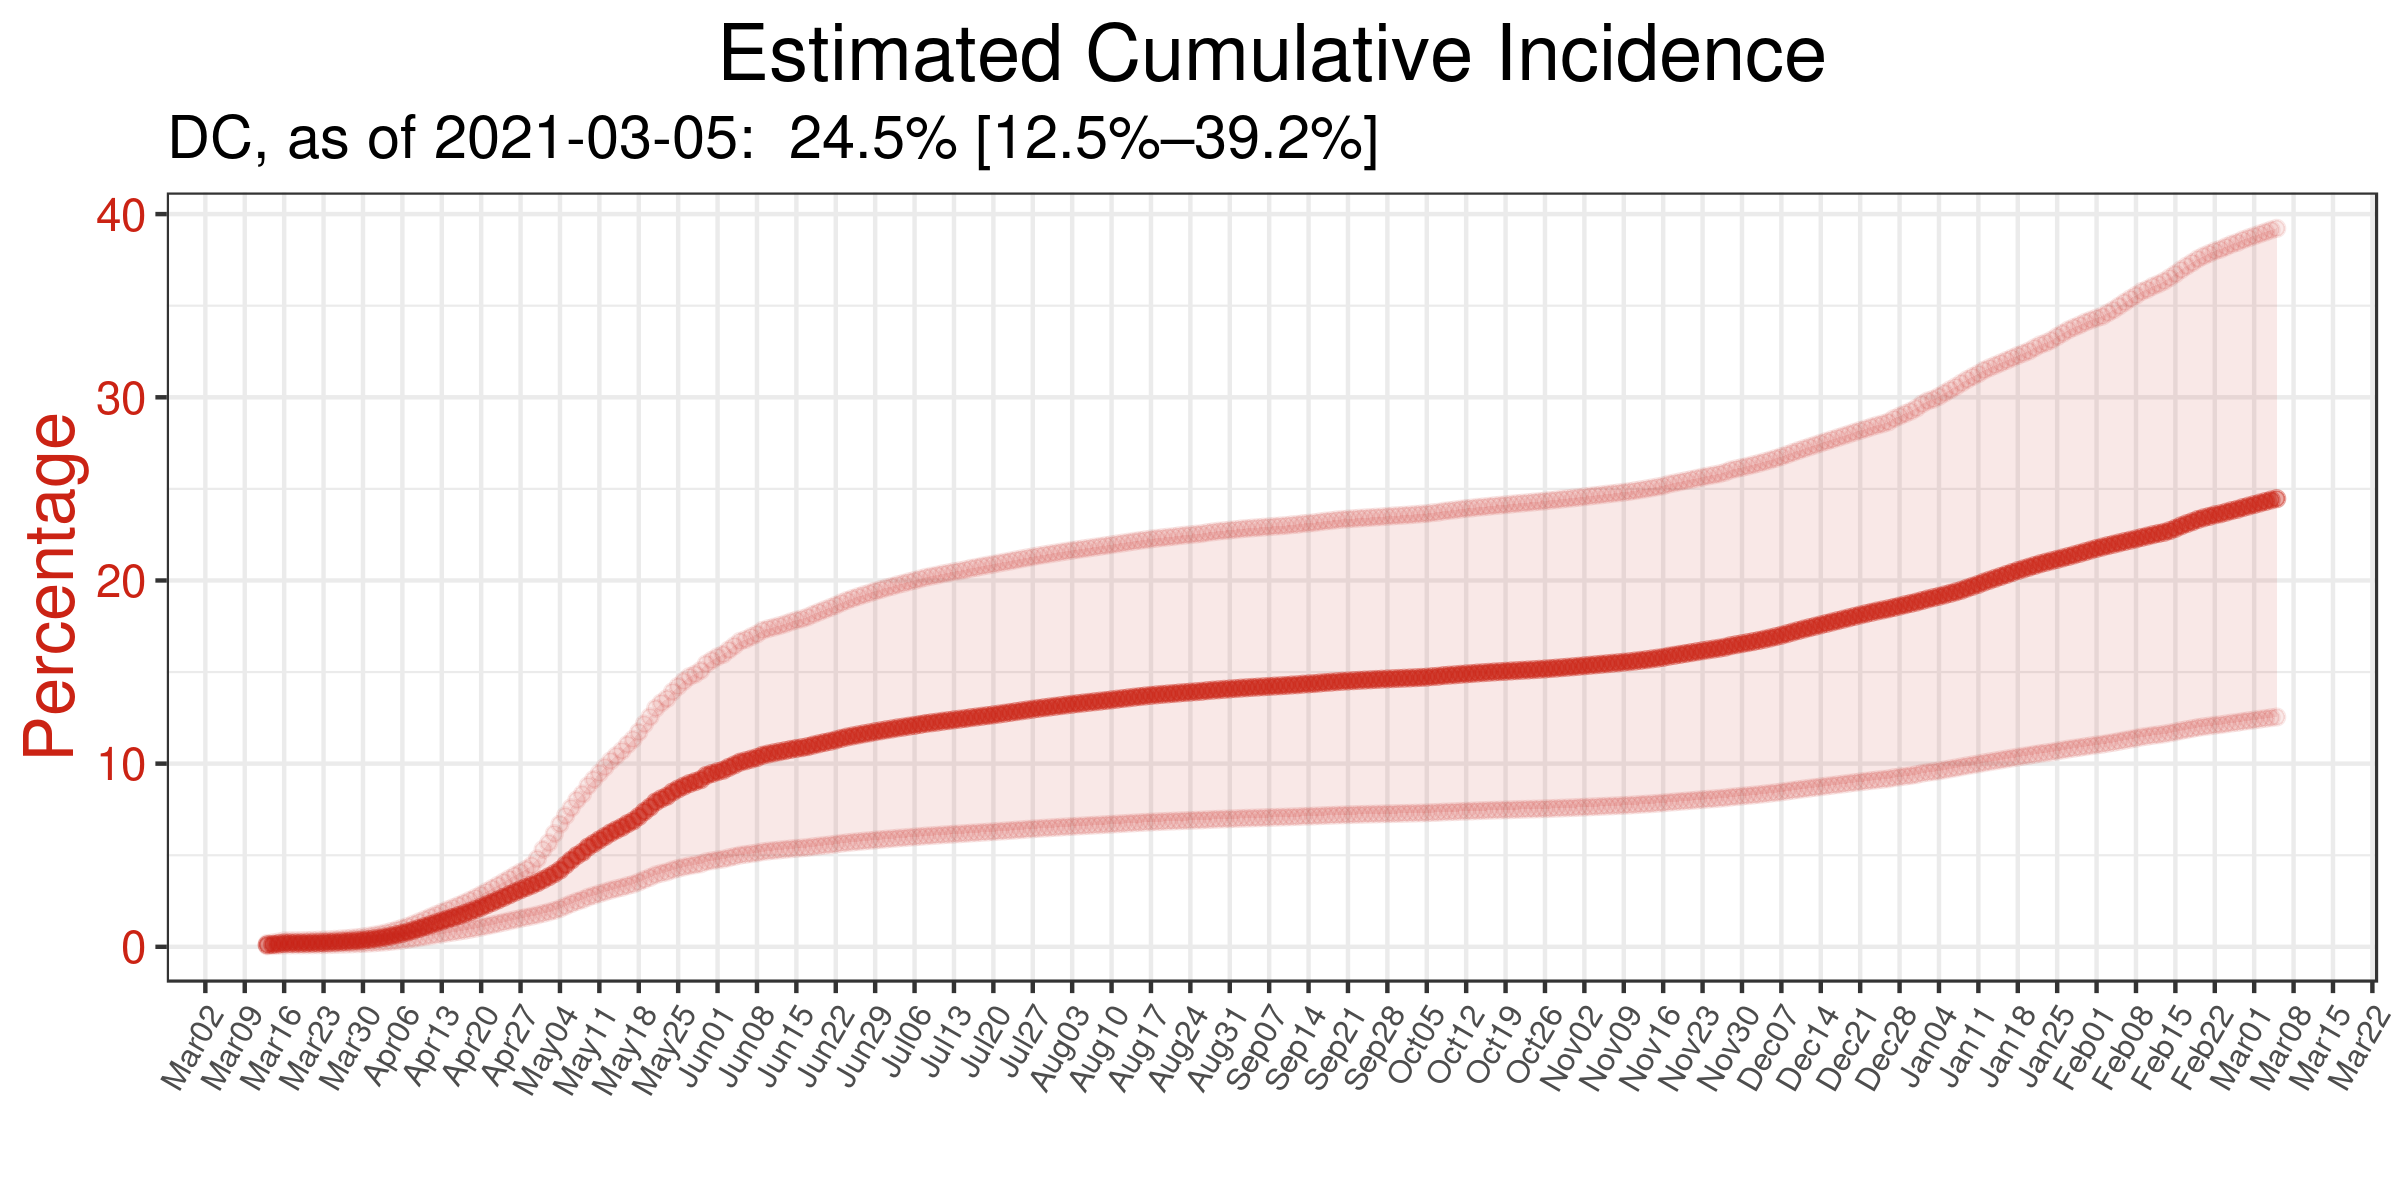 Estimated Cumulative Incidence
DC, as of 2021-03-05:  24.5% [12.5%–39.2%]
Percentage
40
30
20
10
0
Mar02
Mar09
Mar16
Mar23
Mar30
Apr06
Apr13
Apr20
Apr27
May04
May11
May18
May25
Jun01
Jun08
Jun15
Jun22
Jun29
Jul06
Jul13
Jul20
Jul27
Aug03
Aug10
Aug17
Aug24
Aug31
Sep07
Sep14
Sep21
Sep28
Oct05
Oct12
Oct19
Oct26
Nov02
Nov09
Nov16
Nov23
Nov30
Dec07
Dec14
Dec21
Dec28
Jan04
Jan11
Jan18
Jan25
Feb01
Feb08
Feb15
Feb22
Mar01
Mar08
Mar15
Mar22